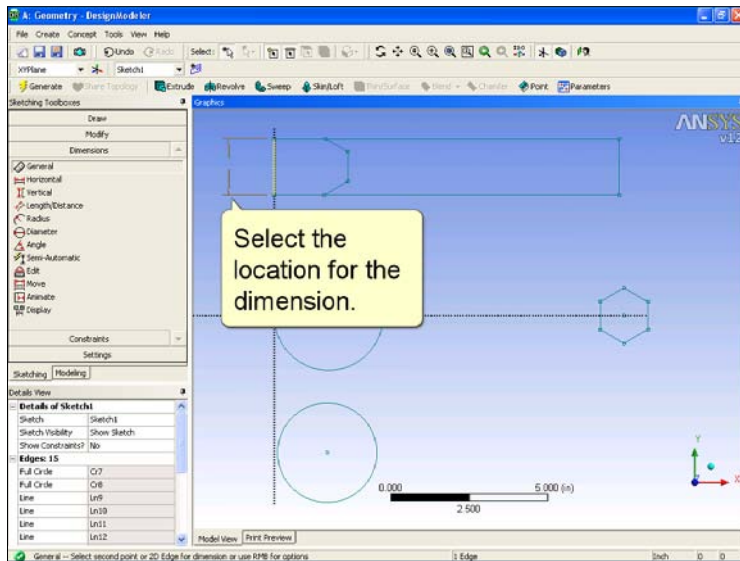 A: Geometry - DesignModeler
File Create Concept Tools View Help
Undo Redo Select:
XYPlane Sketch1
Generate Share Topology Extrude Revolve Sweep Skin/Loft Thin/Surface Blend Chamfer Point Parameters
Sketching Toolboxes
Graphics
Draw
Modify
Dimensions
General
Horizontal
Vertical
Length/Distance
Radius
Diameter
Angle
Semi-Automatic
Edit
Move
Animate
Display
Constraints
Settings
Sketching Modeling
ANSYS
v12
Select the
location for the
dimension.
Details View
Details of Sketch1
Sketch Sketch1
Sketch Visibility Show Sketch
Show Constraints? No
Edges: 15
Full Circle Cr7
Full Circle Cr8
Line Ln9
Line Ln10
Line Ln11
Line Ln12
0.000 5.000 (in)
2.500
Y
X
Model View Print Preview
General -- Select second point or 2D Edge for dimension or use RMB for options 1 Edge Inch 0 0